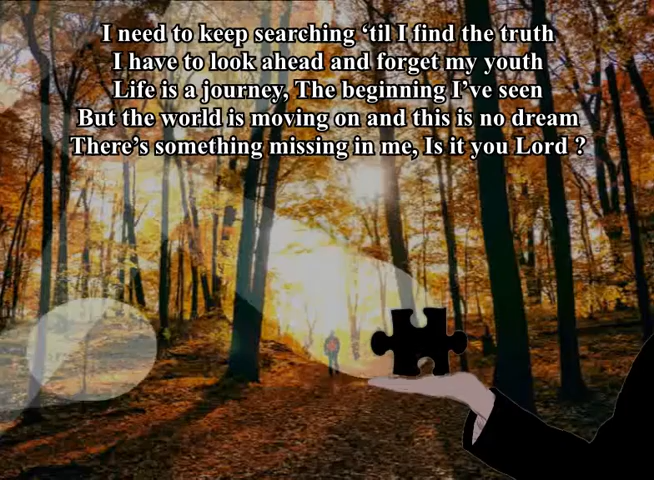 I need to keep searching ‘til I find the truth
I have to look ahead and forget my youth
Life is a journey, The beginning I’ve seen
But the world is moving on and this is no dream
There’s something missing in me, Is it you Lord ?